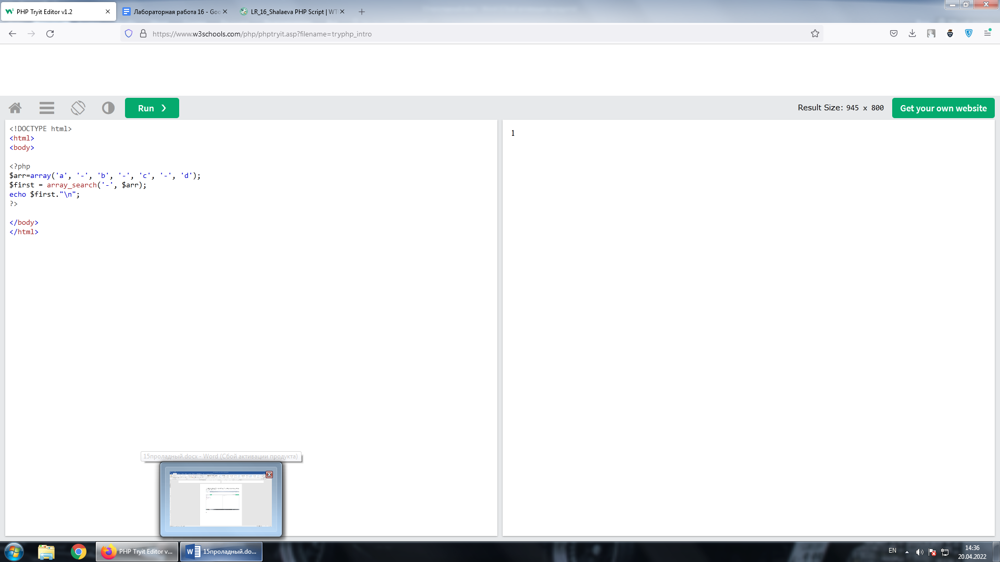 PHP Tryit Editor v1.2
Лабораторная работа 16 - Goo
LR_16_Shalaeva PHP Script | WT
https://www.w3schools.com/php/phptryit.asp?filename=tryphp_intro
Run ❯
Result Size: 945 x 800
Get your own website
<!DOCTYPE html>
<html>
<body>
<?php
$arr=array('a', '-', 'b', '-', 'c', '-', 'd');
$first = array_search('-', $arr);
echo $first."\n";
?>
</body>
</html>
1
15проладный.docx - Word (Сбой активации продукта)
PHP Tryit Editor v...
15проладный.do...
EN
14:36
20.04.2022